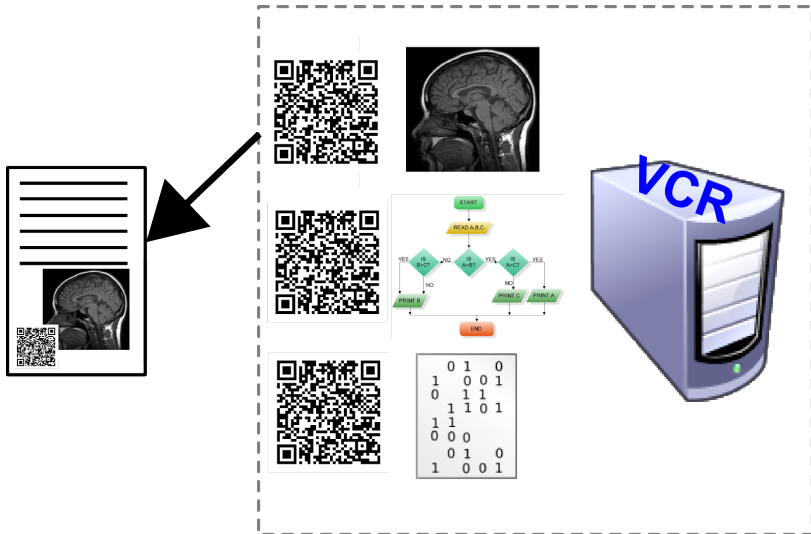 VCR
START
READ A,B,C
YES
IS B>C?
NO
IS A>B?
YES
IS A>C?
YES
NO
NO
PRINT B
PRINT C
PRINT A
END
0 1 0
1 0 0 1
0 1 1
1 1 0 1
1 1
0 0 0
0 1 0
1 0 0 1